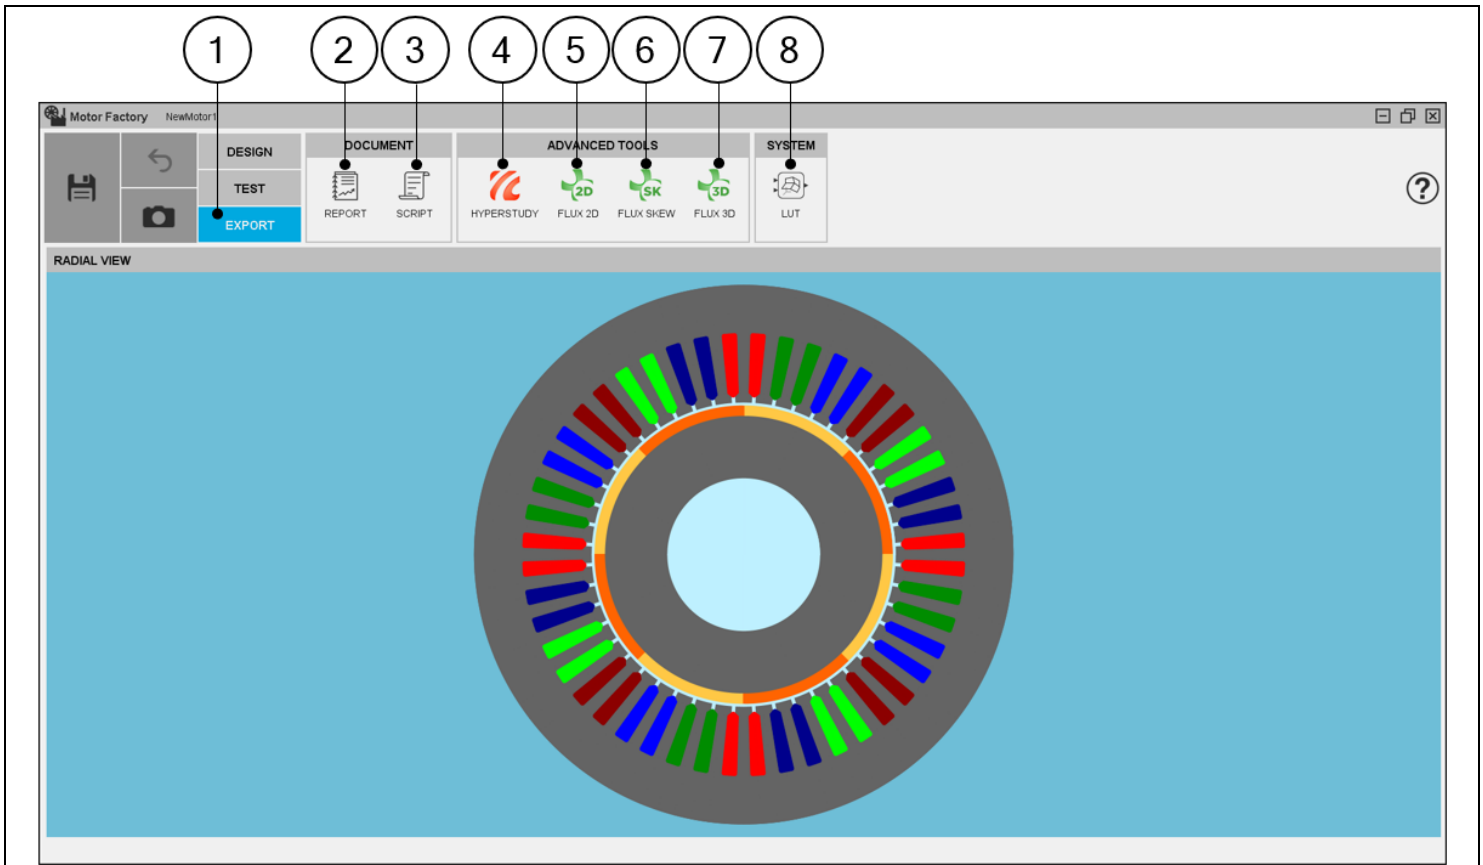 1 2 3 4 5 6 7 8
Motor Factory NewMotor1
DESIGN DOCUMENT ADVANCED TOOLS SYSTEM
TEST
2D SK 3D
REPORT SCRIPT HYPERSTUDY FLUX 2D FLUX SKEW FLUX 3D LUT
EXPORT
?
RADIAL VIEW